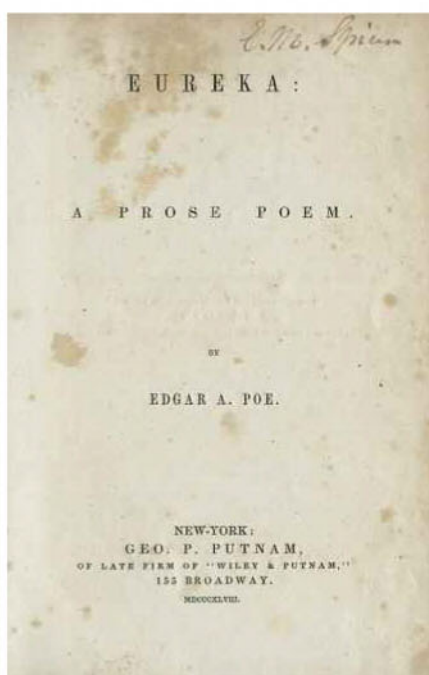 EUREKA:
A PROSE POEM.
BY
EDGAR A. POE.
NEW-YORK:
GEO. P. PUTNAM,
OF LATE FIRM OF "WILEY & PUTNAM,"
155 BROADWAY.
MDCCCXLVIII.